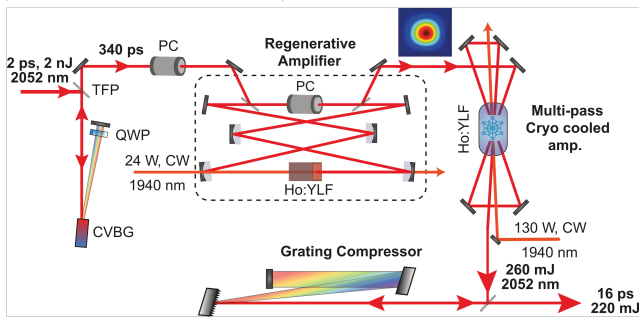 2 ps, 2 nJ
2052 nm
TFP
340 ps
PC
QWP
CVBG
Regenerative
Amplifier
PC
24 W, CW
1940 nm
Ho:YLF
Ho:YLF
Multi-pass
Cryo cooled
amp.
130 W, CW
1940 nm
Grating Compressor
260 mJ
2052 nm
16 ps
220 mJ